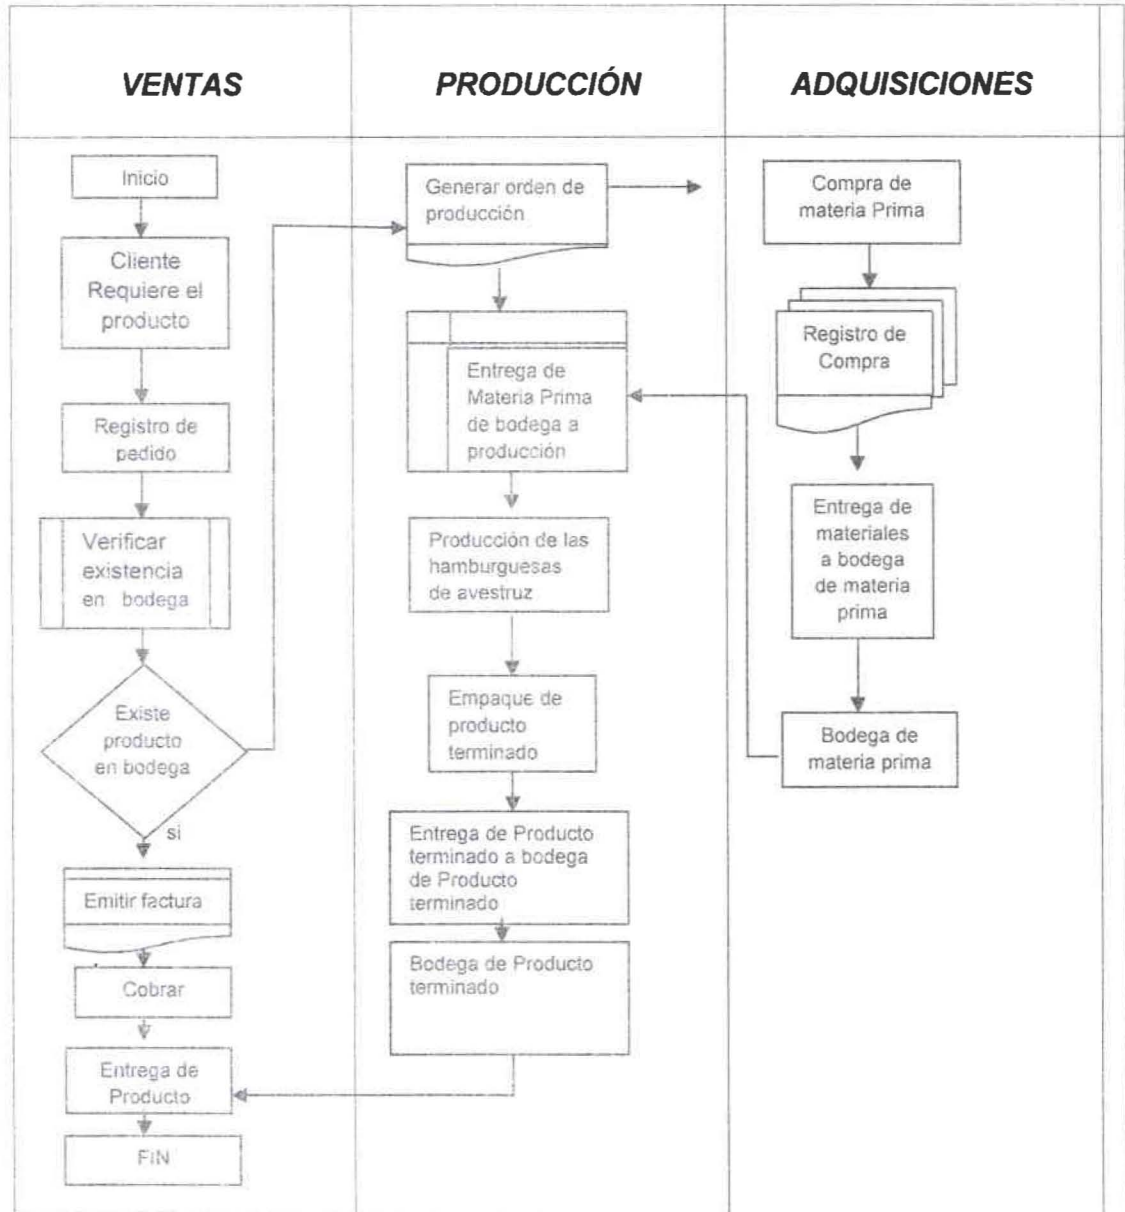 VENTAS
PRODUCCIÓN
ADQUISICIONES
Inicio
Cliente
Requiere el
producto
Registro de
pedido
Verificar
existencia
en bodega
Existe
producto
en bodega
si
Emitir factura
Cobrar
Entrega de
Producto
FIN
Generar orden de
producción
Entrega de
Materia Prima
de bodega a
producción
Producción de las
hamburguesas
de avestruz
Empaque de
producto
terminado
Entrega de Producto
terminado a bodega
de Producto
terminado
Bodega de Producto
terminado
Compra de
materia Prima
Registro de
Compra
Entrega de
materiales
a bodega
de materia
prima
Bodega de
materia prima